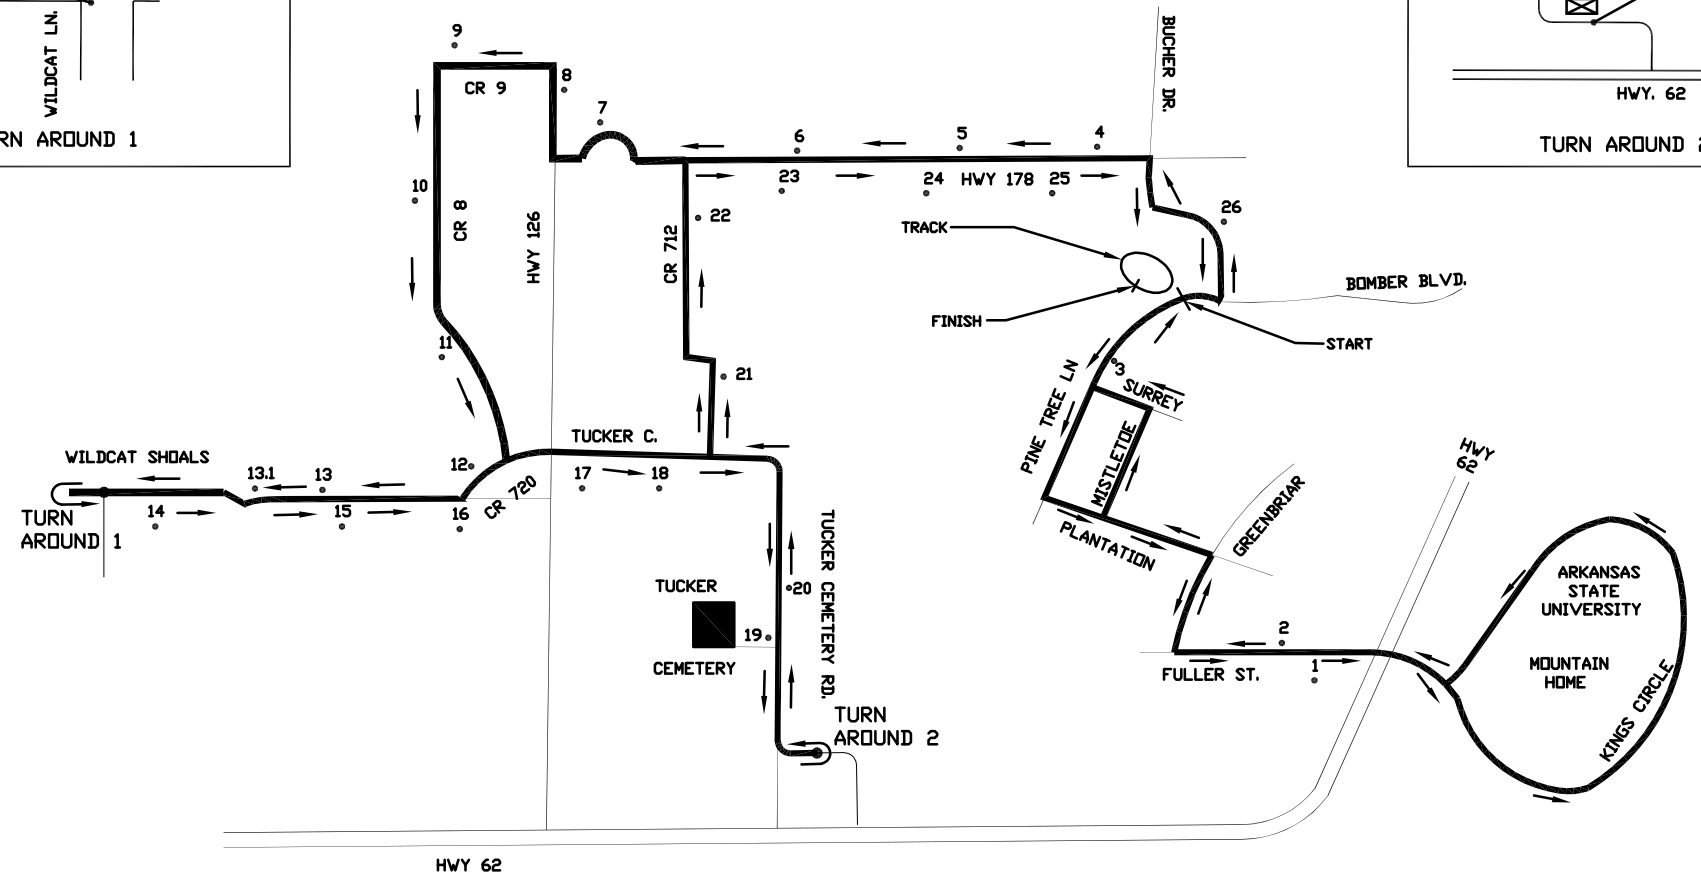 WILDCAT LN.
RN AROUND 1
9
CR 9
8
7
BUCHER DR.
HWY. 62
TURN AROUND 2
6
5
4
23
24
HWY 178
25
10
CR 8
HWY 126
22
CR 712
26
TRACK
BOMBER BLVD.
FINISH
START
11
21
3
SURREY
PINE TREE LN
MISTLETOE
WILDCAT SHOALS
TUCKER C.
HWY
62
13.1
13
12
17
18
CR 720
14
15
16
TURN
AROUND 1
PLANTATION
GREENBRIAR
TUCKER
20
TUCKER CEMETERY RD.
19
CEMETERY
ARKANSAS
STATE
UNIVERSITY
MOUNTAIN
HOME
KINGS CIRCLE
2
1
FULLER ST.
TURN
AROUND 2
HWY 62